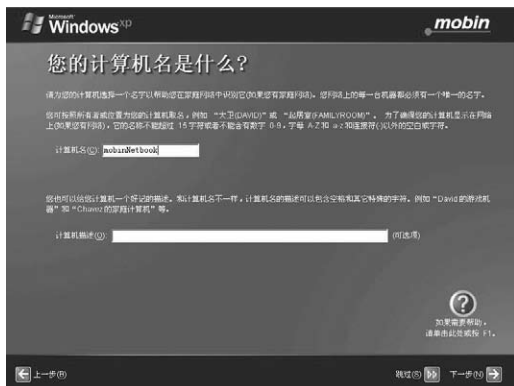 Microsoft
Windows xp
mobin
您的计算机名是什么?
请为您的计算机选择一个名字以帮助您在家庭网络中识别它(如果您有家庭网络)。您网络上的每一台机器都必须有一个唯一的名字。
您可按照所有者或位置为您的计算机取名,例如 “大卫(DAVID)” 或 “起居室(FAMILYROOM)”。 为了确保您的计算机显示在网络
上(如果您有网络),它的名称不能超过 15 字符或者不能含有数字 0-9、字母 A-Z 和 a-z 和连接符(-)以外的空白或字符。
计算机名(C): mobinNetbook
您也可以给您计算机一个好记的描述。和计算机名不一样,计算机名的描述可以包含空格和其它特殊的字符。例如 “David 的游戏机
器” 和 “Chavez 的家庭计算机” 等。
计算机描述(O): (可选项)
如果需要帮助,
请单击此处或按 F1。
上一步(B)
跳过(S)
下一步(N)